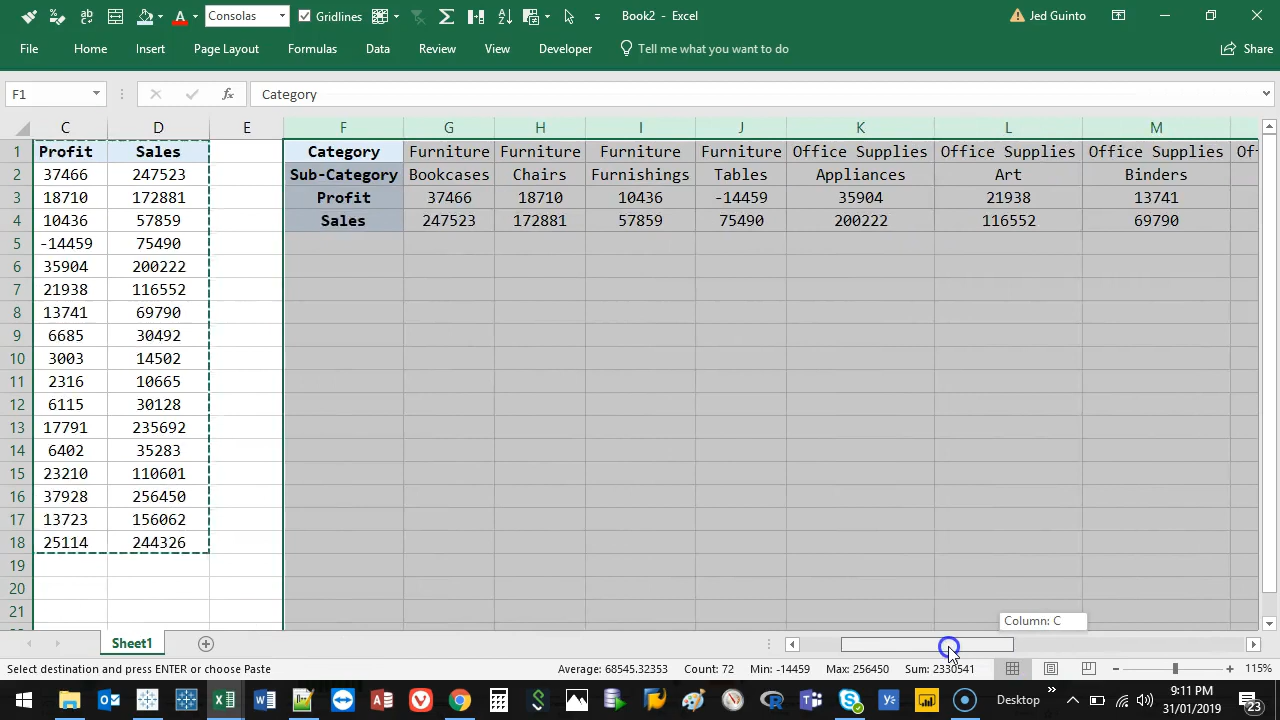 Consolas Gridlines Book2 - Excel Jed Guinto
File Home Insert Page Layout Formulas Data Review View Developer Tell me what you want to do Share
F1 fx Category
C D E F G H I J K L M
1 Profit Sales Category Furniture Furniture Furniture Furniture Office Supplies Office Supplies Office Supplies Of
2 37466 247523 Sub-Category Bookcases Chairs Furnishings Tables Appliances Art Binders
3 18710 172881 Profit 37466 18710 10436 -14459 35904 21938 13741
4 10436 57859 Sales 247523 172881 57859 75490 200222 116552 69790
5 -14459 75490
6 35904 200222
7 21938 116552
8 13741 69790
9 6685 30492
10 3003 14502
11 2316 10665
12 6115 30128
13 17791 235692
14 6402 35283
15 23210 110601
16 37928 256450
17 13723 156062
18 25114 244326
19
20
21
Column: C
Sheet1
Select destination and press ENTER or choose Paste Average: 68545.32353 Count: 72 Min: -14459 Max: 256450 Sum: 2330541 115%
Desktop 9:11 PM
31/01/2019 23